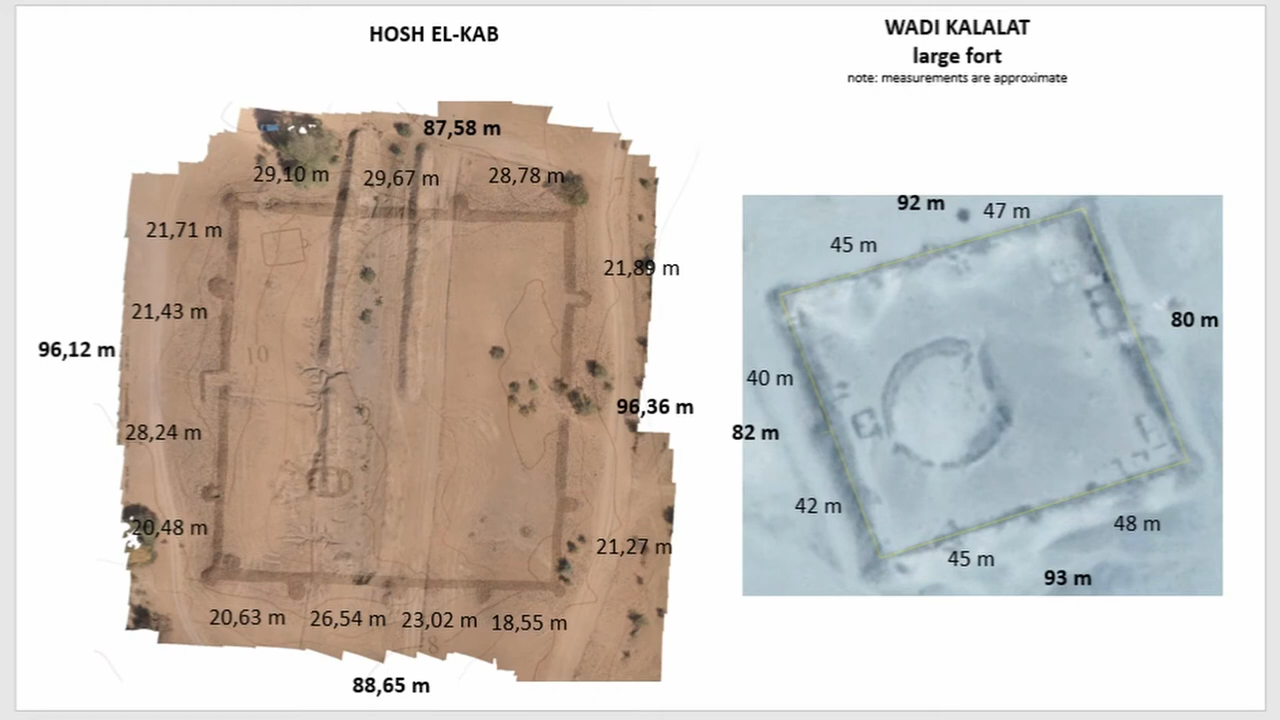 HOSH EL-KAB
87,58 m
29,10 m
29,67 m
28,78 m
21,71 m
21,89 m
21,43 m
96,12 m
10
96,36 m
28,24 m
20,48 m
21,27 m
20,63 m
26,54 m
23,02 m
18,55 m
8
88,65 m
WADI KALALAT
large fort
note: measurements are approximate
92 m
47 m
45 m
80 m
40 m
82 m
42 m
48 m
45 m
93 m